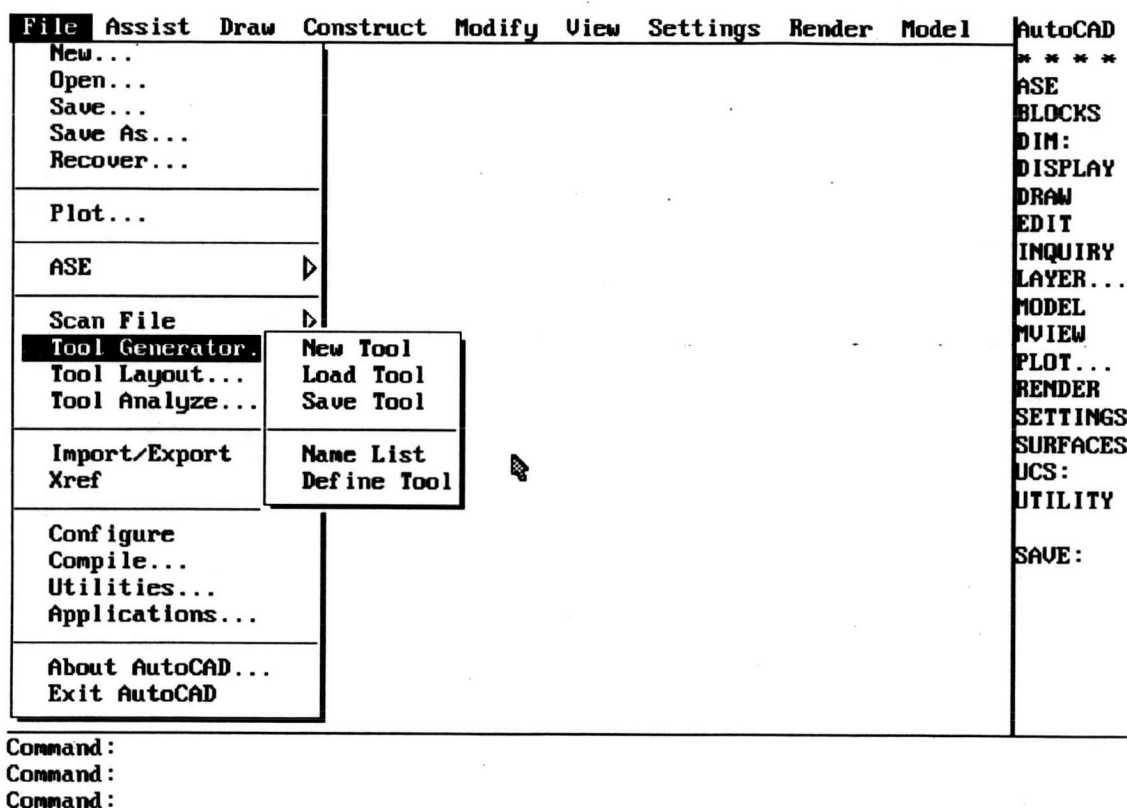 File Assist Draw Construct Modify View Settings Render Model
New...
Open...
Save...
Save As...
Recover...
Plot...
ASE
Scan File
Tool Generator.
Tool Layout...
Tool Analyze...
Import/Export
Xref
Configure
Compile...
Utilities...
Applications...
About AutoCAD...
Exit AutoCAD
New Tool
Load Tool
Save Tool
Name List
Define Tool
AutoCAD
* * * *
ASE
BLOCKS
DIM:
DISPLAY
DRAW
EDIT
INQUIRY
LAYER...
MODEL
MVIEW
PLOT...
RENDER
SETTINGS
SURFACES
UCS:
UTILITY
SAVE:
Command:
Command:
Command: